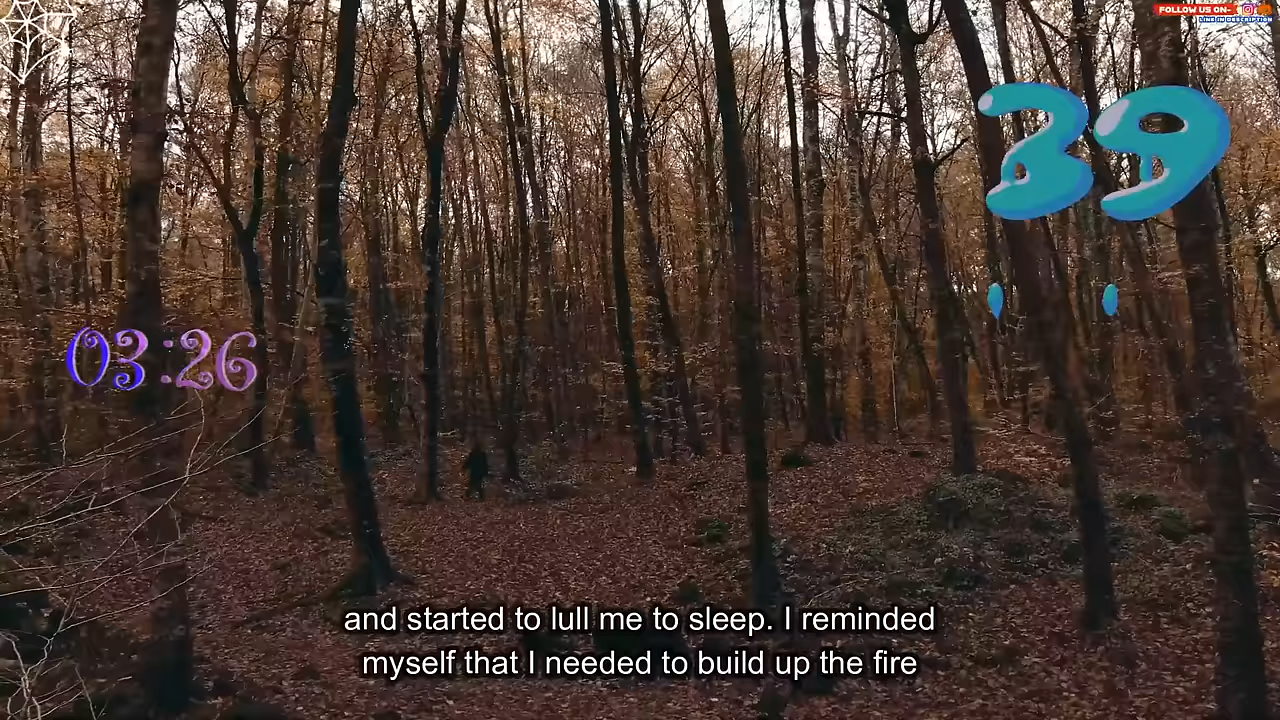 FOLLOW US ON-
LINK IN DESCRIPTION
39
03:26
and started to lull me to sleep. I reminded
myself that I needed to build up the fire